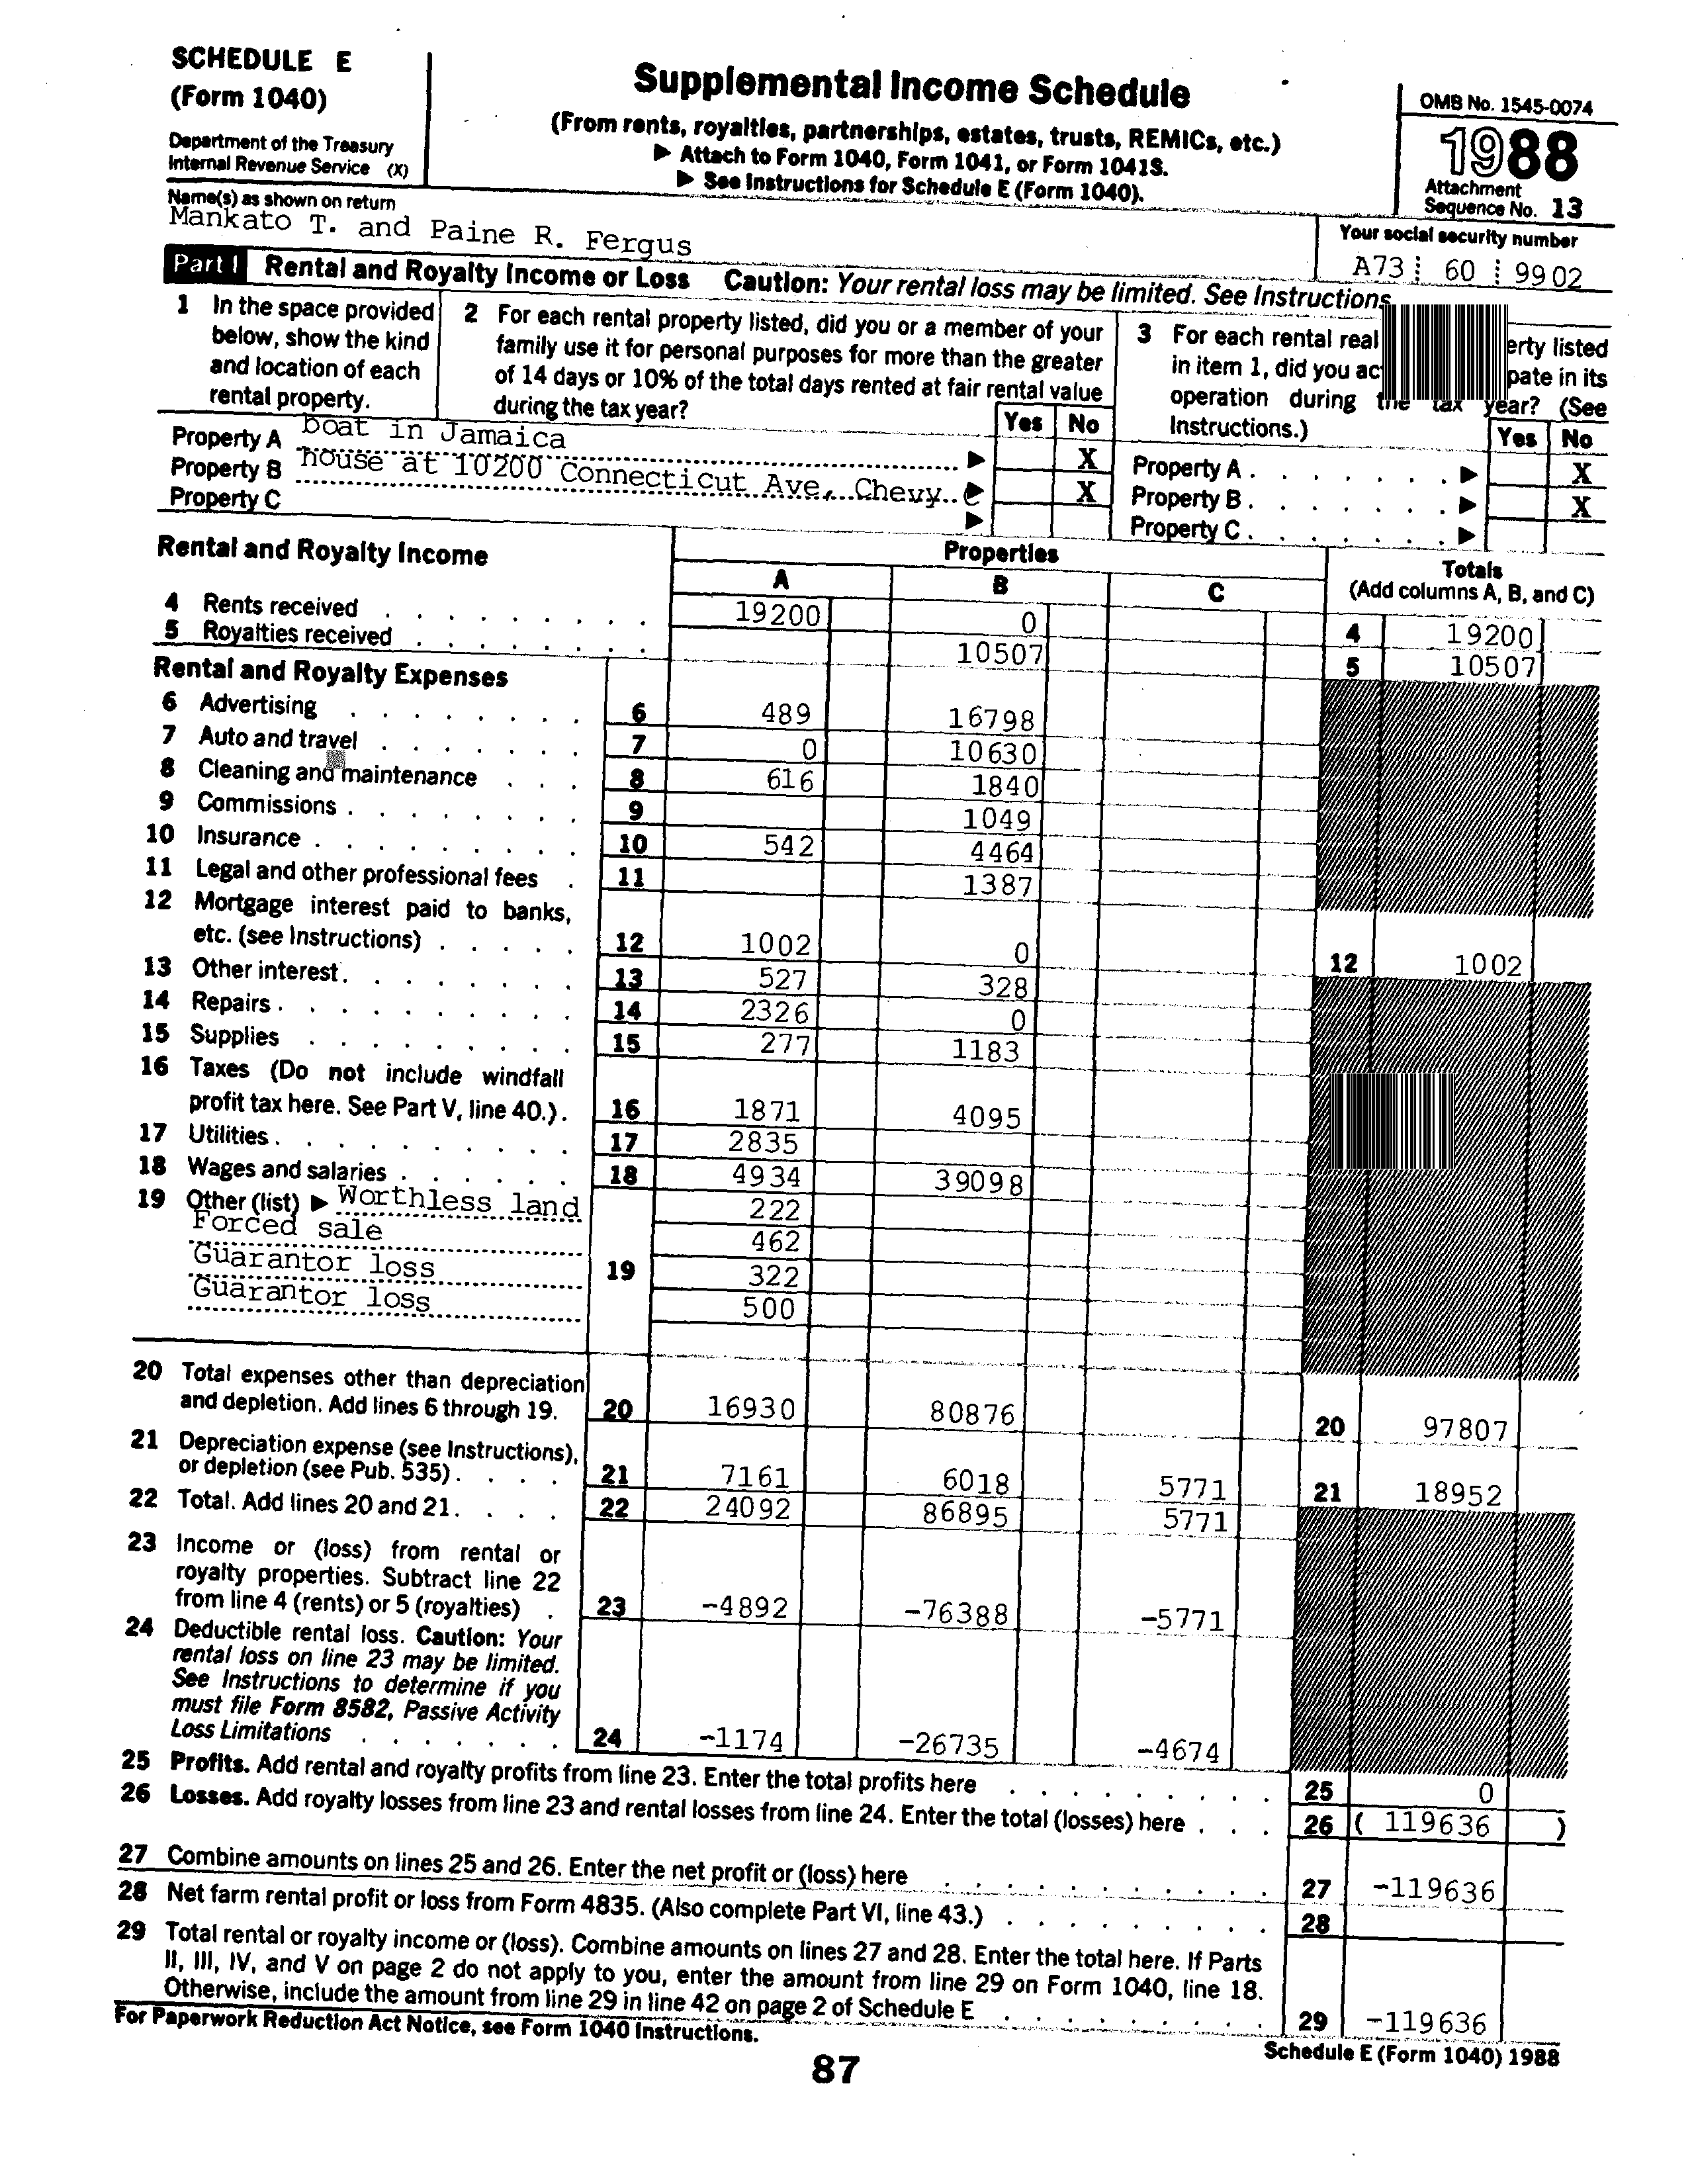 SCHEDULE E
(Form 1040)
Department of the Treasury
Internal Revenue Service (X)
Supplemental Income Schedule
(From rents, royalties, partnerships, estates, trusts, REMICs, etc.)
▶ Attach to Form 1040, Form 1041, or Form 1041S.
▶ See Instructions for Schedule E (Form 1040).
OMB No. 1545-0074
1988
Attachment
Sequence No. 13
Name(s) as shown on return
Mankato T. and Paine R. Fergus
Your social security number
A73 60 9902
Part I Rental and Royalty Income or Loss Caution: Your rental loss may be limited. See Instructions
1 In the space provided
below, show the kind
and location of each
rental property.
2 For each rental property listed, did you or a member of your
family use it for personal purposes for more than the greater
of 14 days or 10% of the total days rented at fair rental value
during the tax year?
Yes No
3 For each rental real erty listed
in item 1, did you ac pate in its
operation during the tax year? (See
Instructions.)
Yes No
Property A boat in Jamaica ▶ X
Property B house at 10200 Connecticut Ave, Chevy C ▶ X
Property C ▶
Property A . . . . . . ▶ X
Property B . . . . . . ▶ X
Property C . . . . . . ▶
Rental and Royalty Income
Properties
A B C
Totals
(Add columns A, B, and C)
4 Rents received 19200 0 4 19200
5 Royalties received 10507 5 10507
Rental and Royalty Expenses
6 Advertising 6 489 16798
7 Auto and travel 7 0 10630
8 Cleaning and maintenance 8 616 1840
9 Commissions 9 1049
10 Insurance 10 542 4464
11 Legal and other professional fees 11 1387
12 Mortgage interest paid to banks,
etc. (see Instructions) 12 1002 0 12 1002
13 Other interest 13 527 328
14 Repairs 14 2326 0
15 Supplies 15 277 1183
16 Taxes (Do not include windfall
profit tax here. See Part V, line 40.) 16 1871 4095
17 Utilities 17 2835
18 Wages and salaries 18 4934 39098
19 Other (list) ▶ Worthless land 222
Forced sale 462
Guarantor loss 19 322
Guarantor loss 500
20 Total expenses other than depreciation
and depletion. Add lines 6 through 19. 20 16930 80876 20 97807
21 Depreciation expense (see Instructions),
or depletion (see Pub. 535) 21 7161 6018 5771 21 18952
22 Total. Add lines 20 and 21 22 24092 86895 5771
23 Income or (loss) from rental or
royalty properties. Subtract line 22
from line 4 (rents) or 5 (royalties) 23 -4892 -76388 -5771
24 Deductible rental loss. Caution: Your
rental loss on line 23 may be limited.
See Instructions to determine if you
must file Form 8582, Passive Activity
Loss Limitations 24 -1174 -26735 -4674
25 Profits. Add rental and royalty profits from line 23. Enter the total profits here 25 0
26 Losses. Add royalty losses from line 23 and rental losses from line 24. Enter the total (losses) here 26 ( 119636 )
27 Combine amounts on lines 25 and 26. Enter the net profit or (loss) here 27 -119636
28 Net farm rental profit or loss from Form 4835. (Also complete Part VI, line 43.) 28
29 Total rental or royalty income or (loss). Combine amounts on lines 27 and 28. Enter the total here. If Parts
II, III, IV, and V on page 2 do not apply to you, enter the amount from line 29 on Form 1040, line 18.
Otherwise, include the amount from line 29 in line 42 on page 2 of Schedule E 29 -119636
For Paperwork Reduction Act Notice, see Form 1040 Instructions.
Schedule E (Form 1040) 1988
87